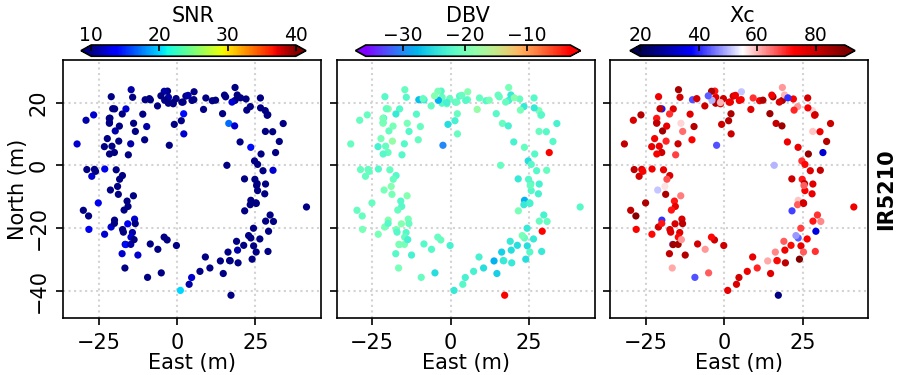 SNR DBV Xc
10 20 30 40 −30 −20 −10 20 40 60 80
20
0
−20
−40
North (m)
IR5210
−25 0 25 −25 0 25 −25 0 25
East (m) East (m) East (m)